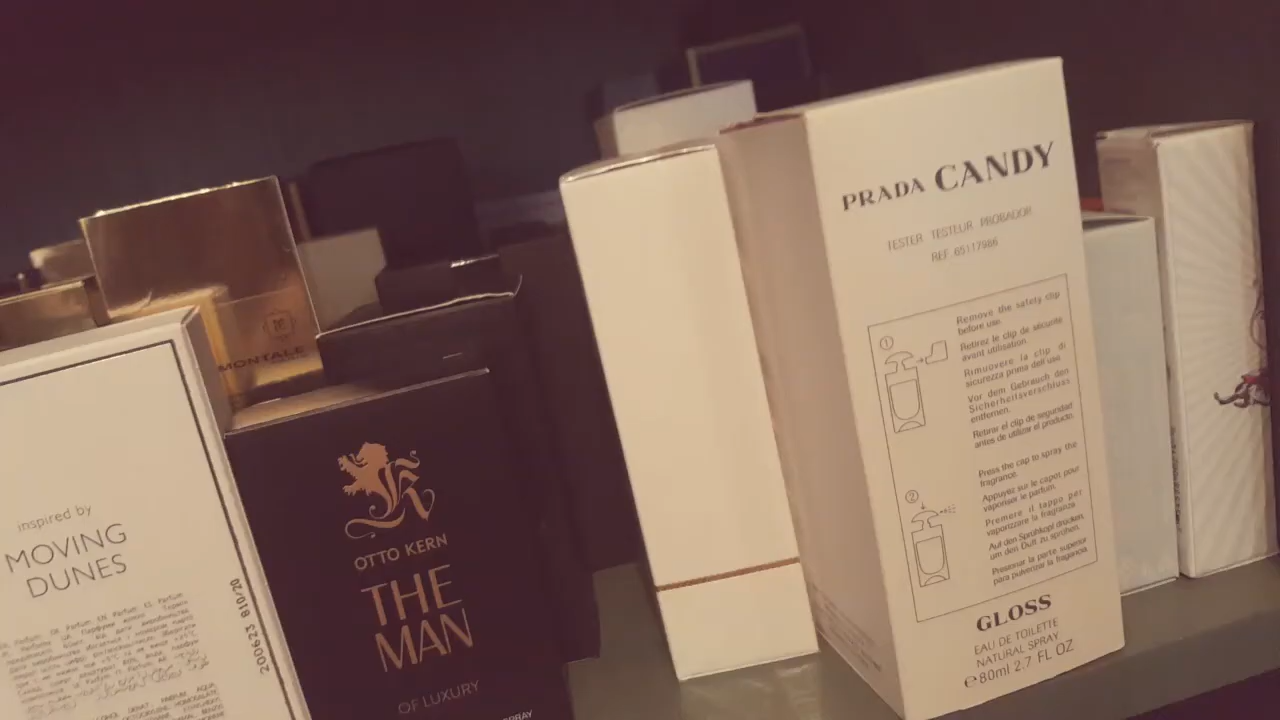 MONTALE
inspired by
MOVING
DUNES
200623 810/20
OTTO KERN
THE
MAN
OF LUXURY
SPRAY
PRADA CANDY
TESTER TESTEUR PROBADOR
REF 65117986
1
Remove the safety clip
before use.
Retirez le clip de sécurité
avant utilisation.
Rimuovere la clip di
sicurezza prima dell'uso.
Vor dem Gebrauch den
Sicherheitsverschluss
entfernen.
Retirar el clip de seguridad
antes de utilizar el producto.
2
Press the cap to spray the
fragrance.
Appuyez sur le capot pour
vaporiser le parfum.
Premere il tappo per
vaporizzare la fragranza.
Auf den Sprühkopf drücken,
um den Duft zu sprühen.
Presionar la parte superior
para pulverizar la fragancia.
GLOSS
EAU DE TOILETTE
NATURAL SPRAY
℮80ml 2.7 FL OZ